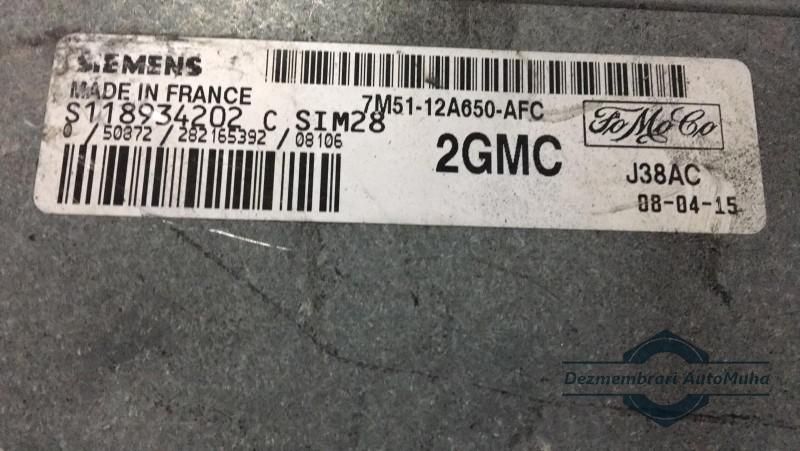 SIEMENS
MADE IN FRANCE
S118934202 C SIM28
0 / 50872 / 282165392 / 08106
7M51-12A650-AFC
2GMC
FoMoCo
J38AC
08-04-15
Dezmembrari AutoMuha